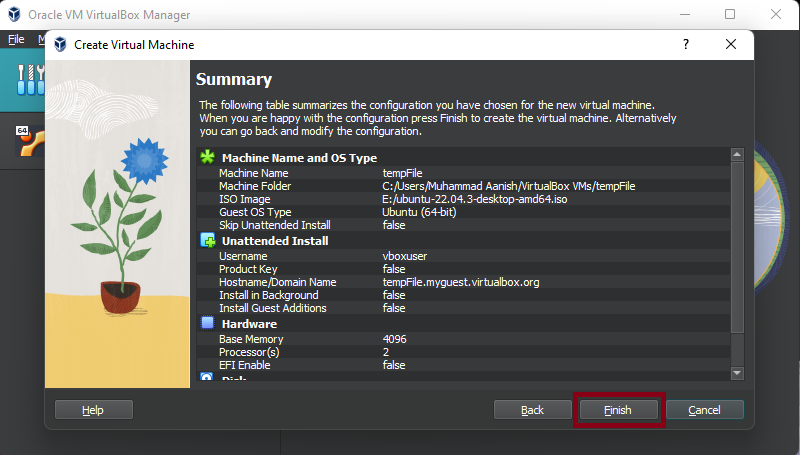 Oracle VM VirtualBox Manager
File
Create Virtual Machine
?
Summary
The following table summarizes the configuration you have chosen for the new virtual machine.
When you are happy with the configuration press Finish to create the virtual machine. Alternatively
you can go back and modify the configuration.
64
Machine Name and OS Type
Machine Name tempFile
Machine Folder C:/Users/Muhammad Aanish/VirtualBox VMs/tempFile
ISO Image E:/ubuntu-22.04.3-desktop-amd64.iso
Guest OS Type Ubuntu (64-bit)
Skip Unattended Install false
Unattended Install
Username vboxuser
Product Key false
Hostname/Domain Name tempFile.myguest.virtualbox.org
Install in Background false
Install Guest Additions false
Hardware
Base Memory 4096
Processor(s) 2
EFI Enable false
Disk
Help Back Finish Cancel